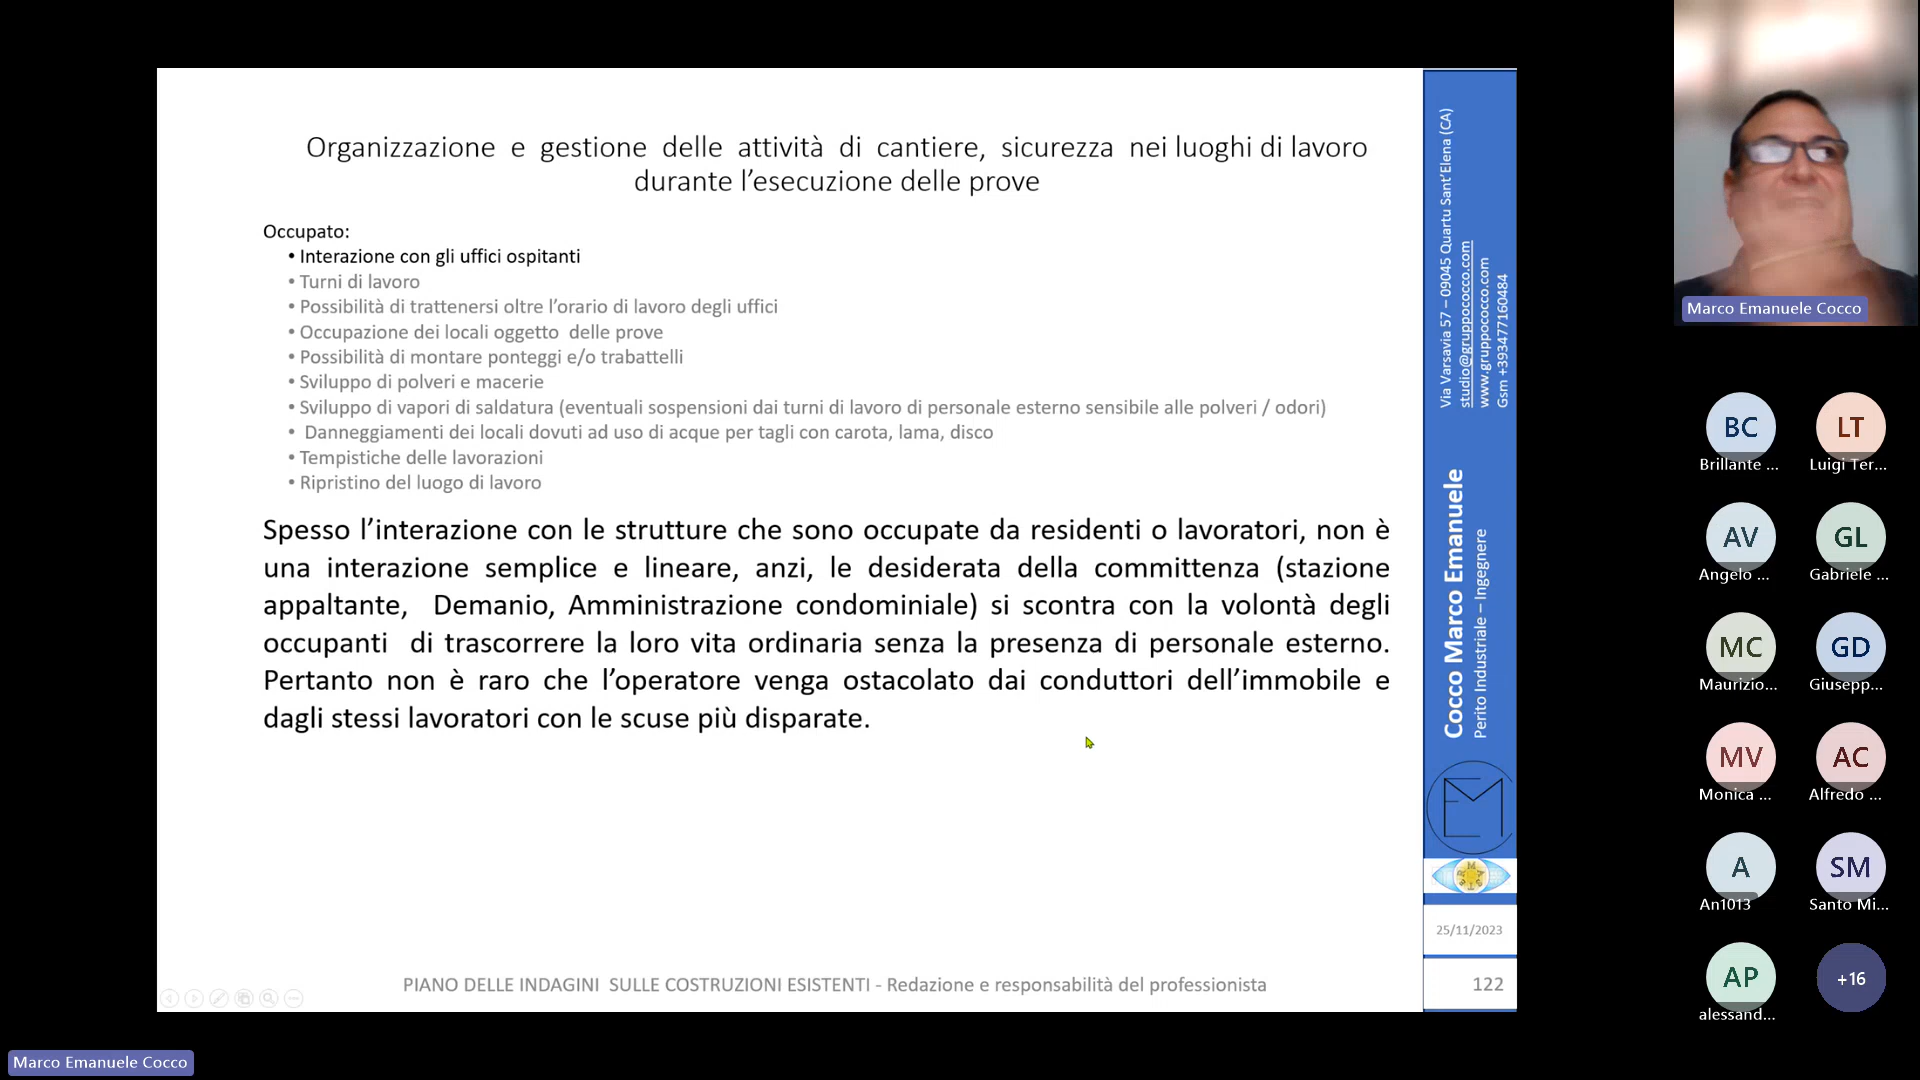 Organizzazione e gestione delle attività di cantiere, sicurezza nei luoghi di lavoro
durante l’esecuzione delle prove
Occupato:
• Interazione con gli uffici ospitanti
• Turni di lavoro
• Possibilità di trattenersi oltre l’orario di lavoro degli uffici
• Occupazione dei locali oggetto delle prove
• Possibilità di montare ponteggi e/o trabattelli
• Sviluppo di polveri e macerie
• Sviluppo di vapori di saldatura (eventuali sospensioni dai turni di lavoro di personale esterno sensibile alle polveri / odori)
• Danneggiamenti dei locali dovuti ad uso di acque per tagli con carota, lama, disco
• Tempistiche delle lavorazioni
• Ripristino del luogo di lavoro
Spesso l’interazione con le strutture che sono occupate da residenti o lavoratori, non è
una interazione semplice e lineare, anzi, le desiderata della committenza (stazione
appaltante, Demanio, Amministrazione condominiale) si scontra con la volontà degli
occupanti di trascorrere la loro vita ordinaria senza la presenza di personale esterno.
Pertanto non è raro che l’operatore venga ostacolato dai conduttori dell’immobile e
dagli stessi lavoratori con le scuse più disparate.
PIANO DELLE INDAGINI SULLE COSTRUZIONI ESISTENTI - Redazione e responsabilità del professionista
Via Varsavia 57 – 09045 Quartu Sant’Elena (CA)
studio@gruppococco.com
www.gruppococco.com
Gsm +393477160484
Cocco Marco Emanuele
Perito Industriale – Ingegnere
25/11/2023
122
Marco Emanuele Cocco
BC
Brillante ...
LT
Luigi Ter...
AV
Angelo ...
GL
Gabriele ...
MC
Maurizio...
GD
Giusepp...
MV
Monica ...
AC
Alfredo ...
A
An1013
SM
Santo Mi...
AP
alessand...
+16
Marco Emanuele Cocco